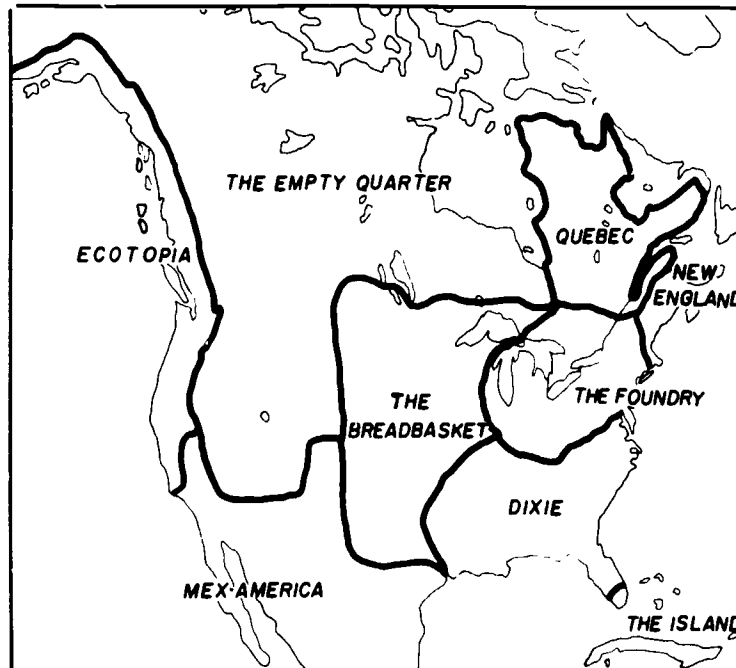 THE EMPTY QUARTER
ECOTOPIA
QUEBEC
NEW
ENGLAND
THE
BREADBASKET
THE FOUNDRY
DIXIE
MEX-AMERICA
THE ISLAND